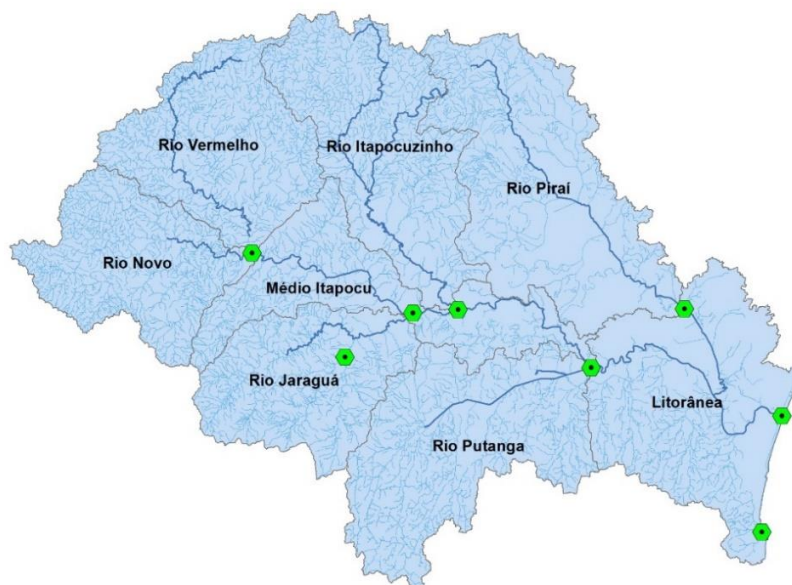 Rio Vermelho
Rio Itapocuzinho
Rio Piraí
Rio Novo
Médio Itapocu
Rio Jaraguá
Litorânea
Rio Putanga